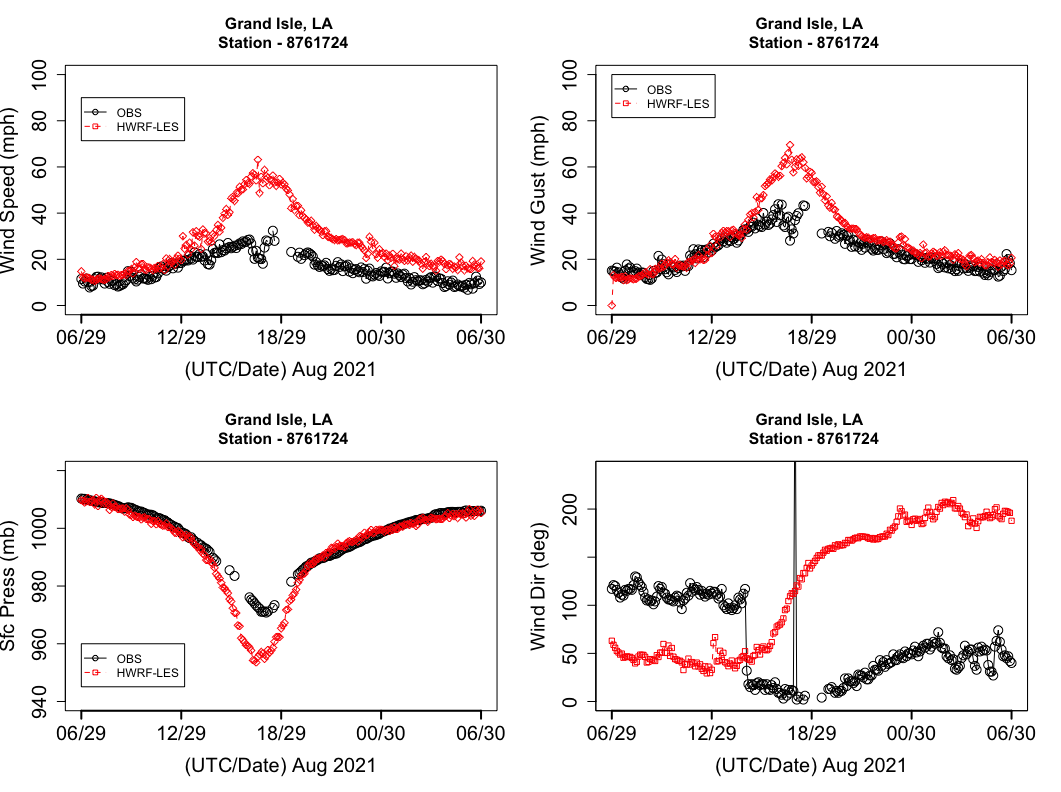 Grand Isle, LA
Station - 8761724
Wind Speed (mph)
0
20
40
60
80
100
OBS
HWRF-LES
06/29
12/29
18/29
00/30
06/30
(UTC/Date) Aug 2021
Grand Isle, LA
Station - 8761724
Wind Gust (mph)
0
20
40
60
80
100
OBS
HWRF-LES
06/29
12/29
18/29
00/30
06/30
(UTC/Date) Aug 2021
Grand Isle, LA
Station - 8761724
Sfc Press (mb)
940
960
980
1000
OBS
HWRF-LES
06/29
12/29
18/29
00/30
06/30
(UTC/Date) Aug 2021
Grand Isle, LA
Station - 8761724
Wind Dir (deg)
0
50
100
200
06/29
12/29
18/29
00/30
06/30
(UTC/Date) Aug 2021